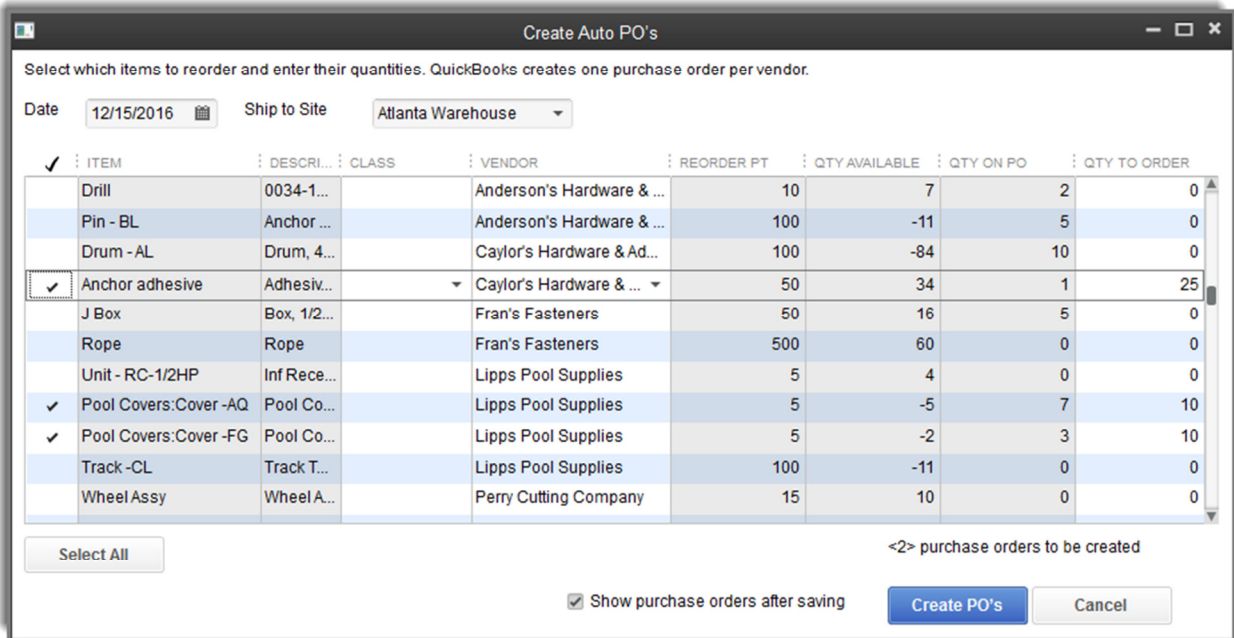 Create Auto PO's
Select which items to reorder and enter their quantities. QuickBooks creates one purchase order per vendor.
Date 12/15/2016 Ship to Site Atlanta Warehouse
✓ ITEM DESCRI... CLASS VENDOR REORDER PT QTY AVAILABLE QTY ON PO QTY TO ORDER
Drill 0034-1... Anderson's Hardware & ... 10 7 2 0
Pin - BL Anchor ... Anderson's Hardware & ... 100 -11 5 0
Drum - AL Drum, 4... Caylor's Hardware & Ad... 100 -84 10 0
✓ Anchor adhesive Adhesiv... Caylor's Hardware & ... 50 34 1 25
J Box Box, 1/2... Fran's Fasteners 50 16 5 0
Rope Rope Fran's Fasteners 500 60 0 0
Unit - RC-1/2HP Inf Rece... Lipps Pool Supplies 5 4 0 0
✓ Pool Covers:Cover -AQ Pool Co... Lipps Pool Supplies 5 -5 7 10
✓ Pool Covers:Cover -FG Pool Co... Lipps Pool Supplies 5 -2 3 10
Track -CL Track T... Lipps Pool Supplies 100 -11 0 0
Wheel Assy Wheel A... Perry Cutting Company 15 10 0 0
Select All <2> purchase orders to be created
Show purchase orders after saving Create PO's Cancel